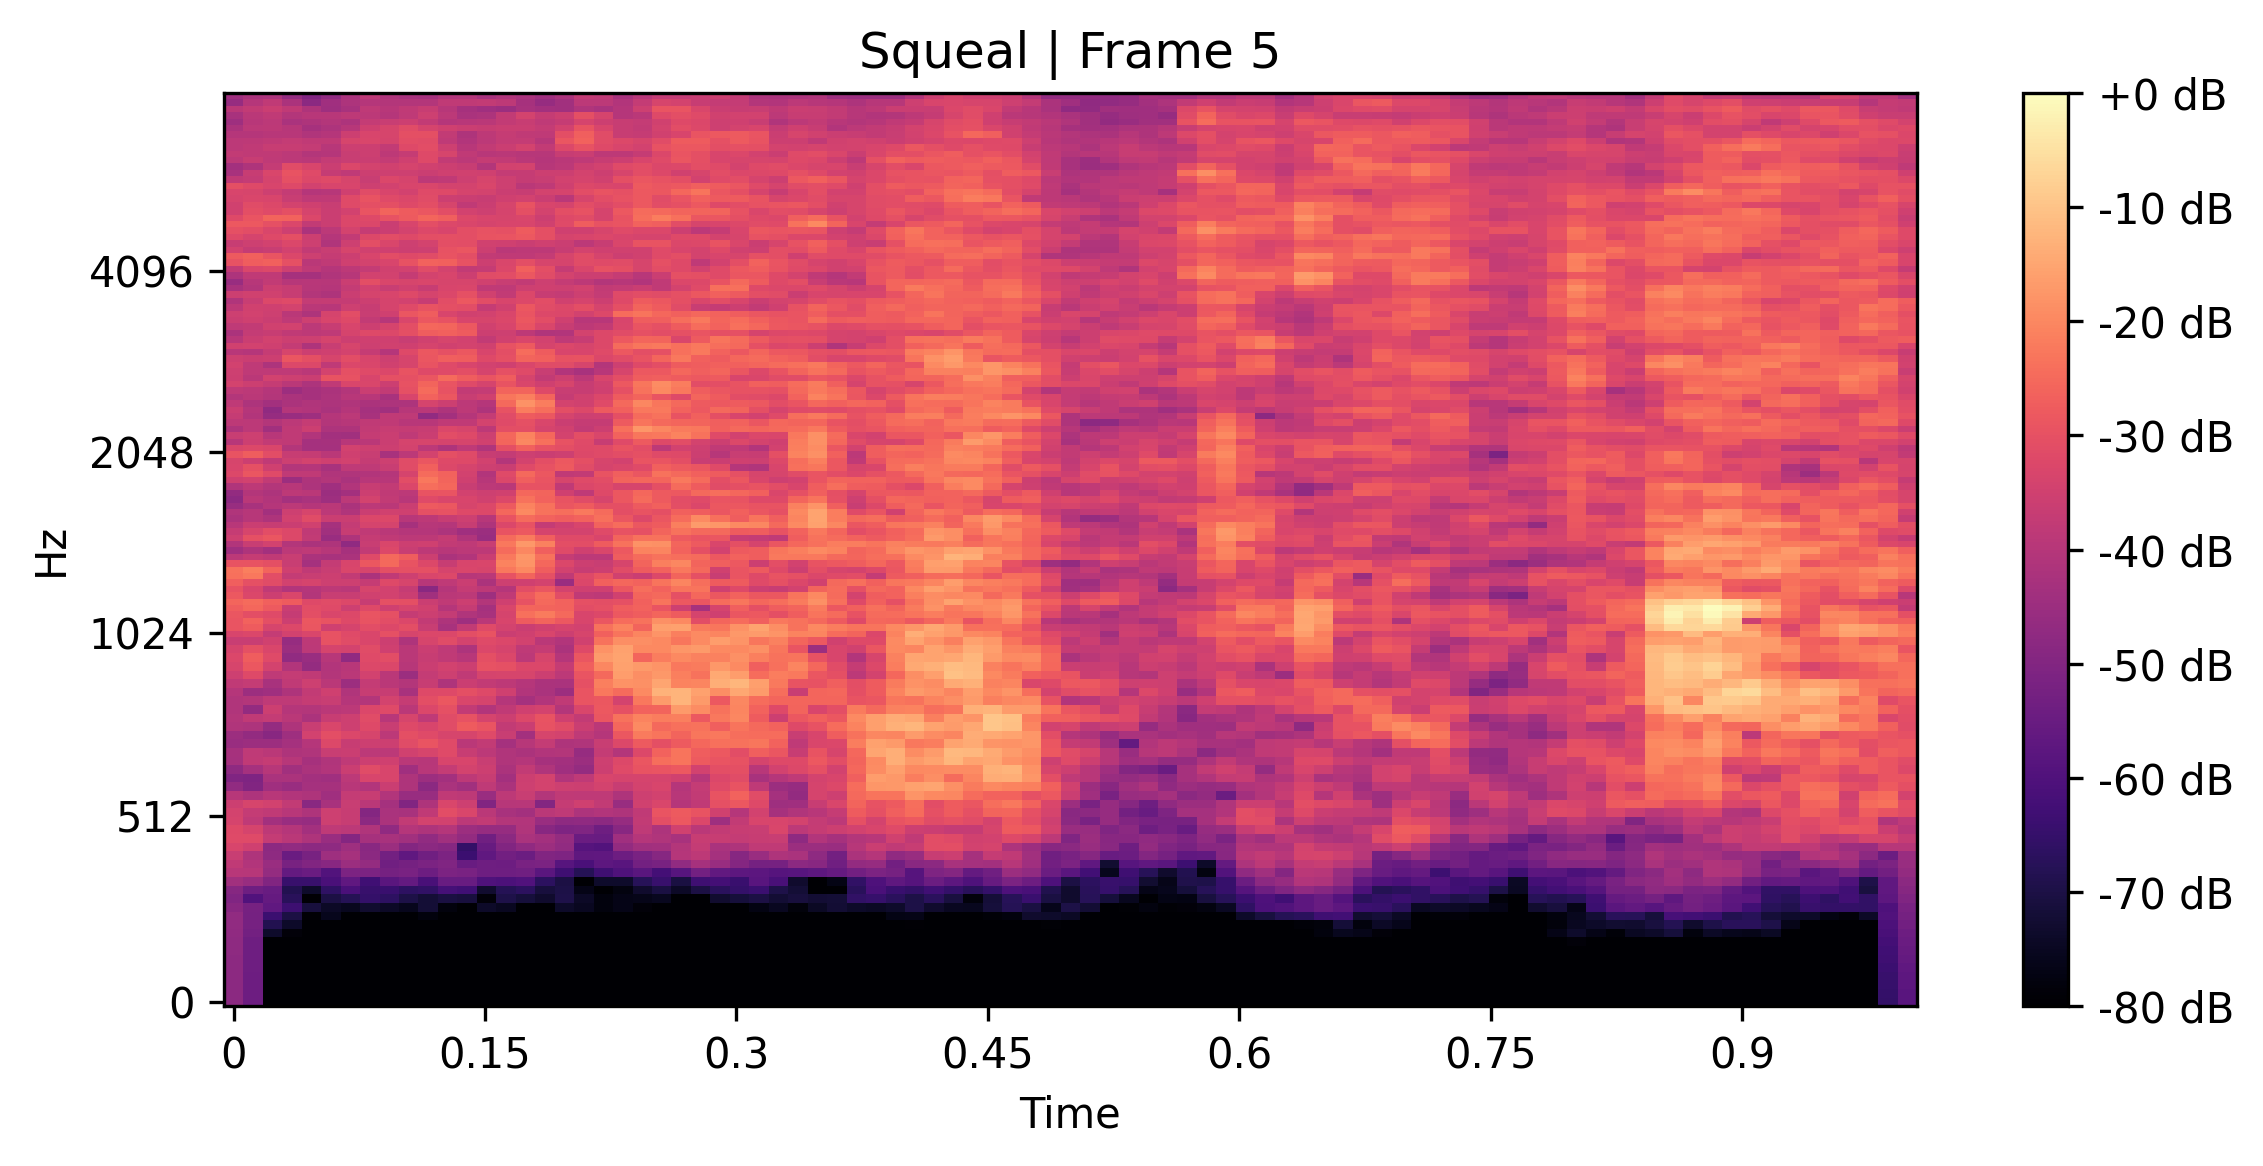 Squeal | Frame 5
+0 dB
-10 dB
-20 dB
-30 dB
-40 dB
-50 dB
-60 dB
-70 dB
-80 dB
Hz
4096
2048
1024
512
0
0 0.15 0.3 0.45 0.6 0.75 0.9
Time